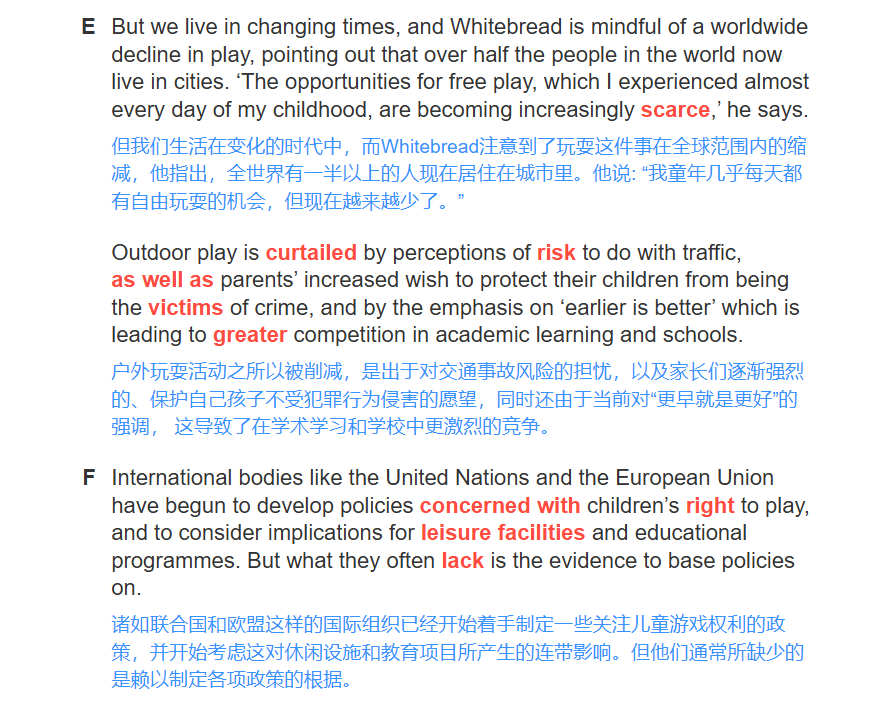 E But we live in changing times, and Whitebread is mindful of a worldwide
decline in play, pointing out that over half the people in the world now
live in cities. ‘The opportunities for free play, which I experienced almost
every day of my childhood, are becoming increasingly scarce,’ he says.
但我们生活在变化的时代中，而Whitebread注意到了玩耍这件事在全球范围内的缩
减，他指出，全世界有一半以上的人现在居住在城市里。他说: “我童年几乎每天都
有自由玩耍的机会，但现在越来越少了。”
Outdoor play is curtailed by perceptions of risk to do with traffic,
as well as parents’ increased wish to protect their children from being
the victims of crime, and by the emphasis on ‘earlier is better’ which is
leading to greater competition in academic learning and schools.
户外玩耍活动之所以被削减，是出于对交通事故风险的担忧，以及家长们逐渐强烈
的、保护自己孩子不受犯罪行为侵害的愿望，同时还由于当前对“更早就是更好”的
强调， 这导致了在学术学习和学校中更激烈的竞争。
F International bodies like the United Nations and the European Union
have begun to develop policies concerned with children’s right to play,
and to consider implications for leisure facilities and educational
programmes. But what they often lack is the evidence to base policies
on.
诸如联合国和欧盟这样的国际组织已经开始着手制定一些关注儿童游戏权利的政
策，并开始考虑这对休闲设施和教育项目所产生的连带影响。但他们通常所缺少的
是赖以制定各项政策的根据。